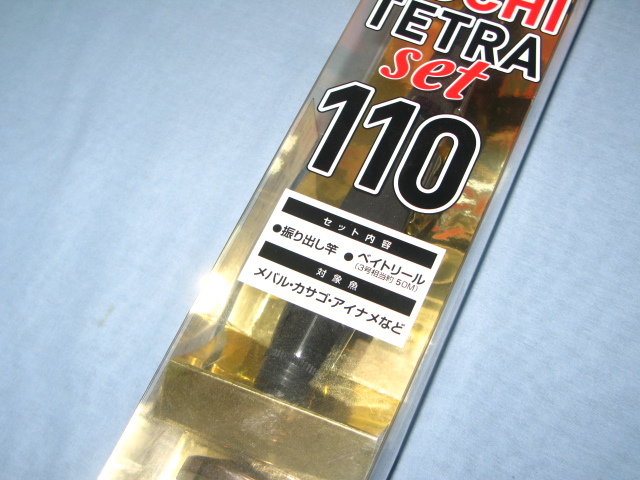 TETRA
set
110
セット内容
●振り出し竿 ●ベイトリール
(3号相当約50M)
対象魚
メバル・カサゴ・アイナメなど